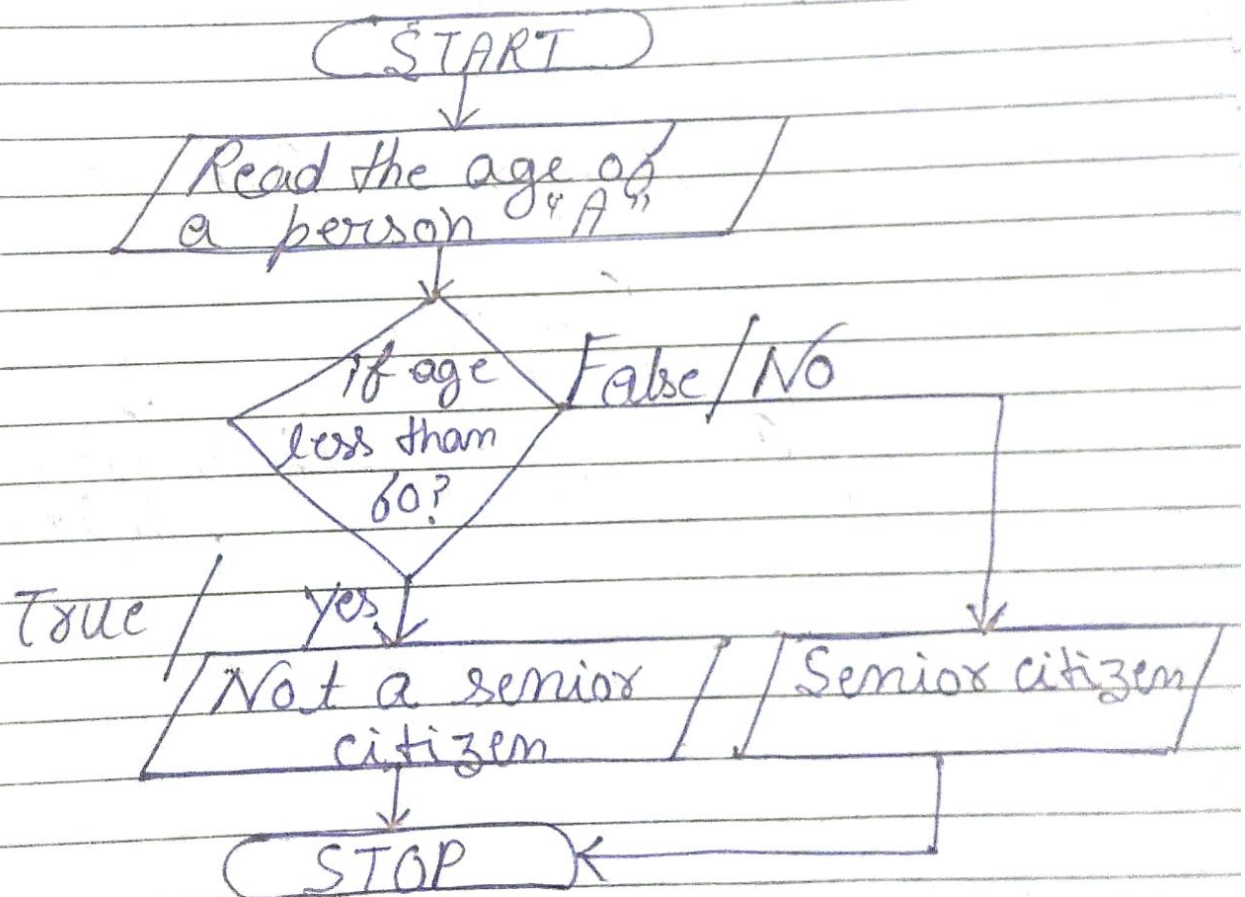 START
Read the age of
a person "A"
if age
less than
60?
False/No
True / Yes
Not a senior
citizen
Senior citizen
STOP